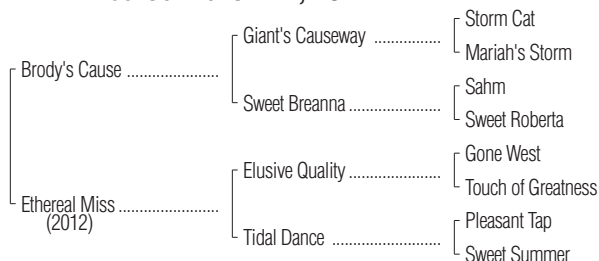 Storm Cat
Giant's Causeway ................
Mariah's Storm
Brody's Cause ......................
Sahm
Sweet Breanna ......................
Sweet Roberta
Gone West
Elusive Quality ......................
Touch of Greatness
Ethereal Miss ........................
(2012)
Pleasant Tap
Tidal Dance ..........................
Sweet Summer